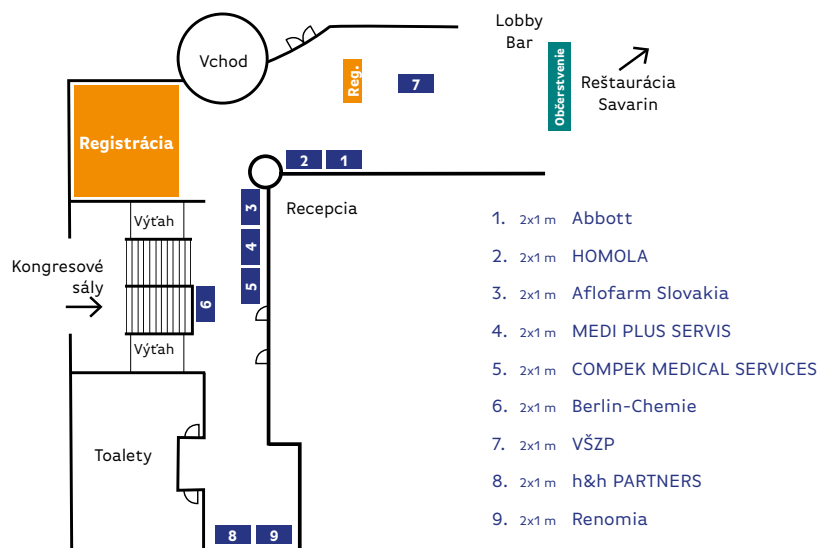 Lobby
Bar
Vchod
Reg.
7
Občerstvenie
Reštaurácia
Savarin
Registrácia
2
1
3
Recepcia
Výťah
4
Kongresové
sály
5
6
Výťah
Toalety
8
9
1. 2x1 m Abbott
2. 2x1 m HOMOLA
3. 2x1 m Aflofarm Slovakia
4. 2x1 m MEDI PLUS SERVIS
5. 2x1 m COMPEK MEDICAL SERVICES
6. 2x1 m Berlin-Chemie
7. 2x1 m VŠZP
8. 2x1 m h&h PARTNERS
9. 2x1 m Renomia